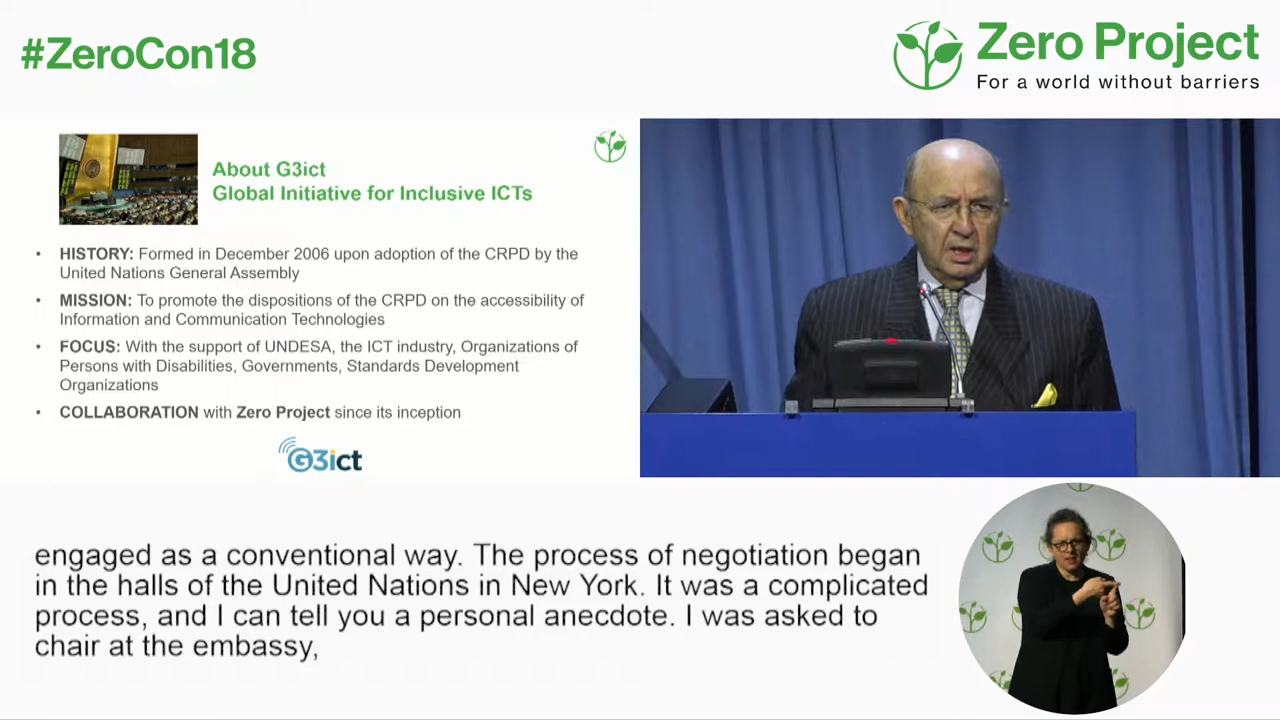 #ZeroCon18
Zero Project
For a world without barriers
About G3ict
Global Initiative for Inclusive ICTs
• HISTORY: Formed in December 2006 upon adoption of the CRPD by the
United Nations General Assembly
• MISSION: To promote the dispositions of the CRPD on the accessibility of
Information and Communication Technologies
• FOCUS: With the support of UNDESA, the ICT industry, Organizations of
Persons with Disabilities, Governments, Standards Development
Organizations
• COLLABORATION with Zero Project since its inception
G3ict
engaged as a conventional way. The process of negotiation began
in the halls of the United Nations in New York. It was a complicated
process, and I can tell you a personal anecdote. I was asked to
chair at the embassy,